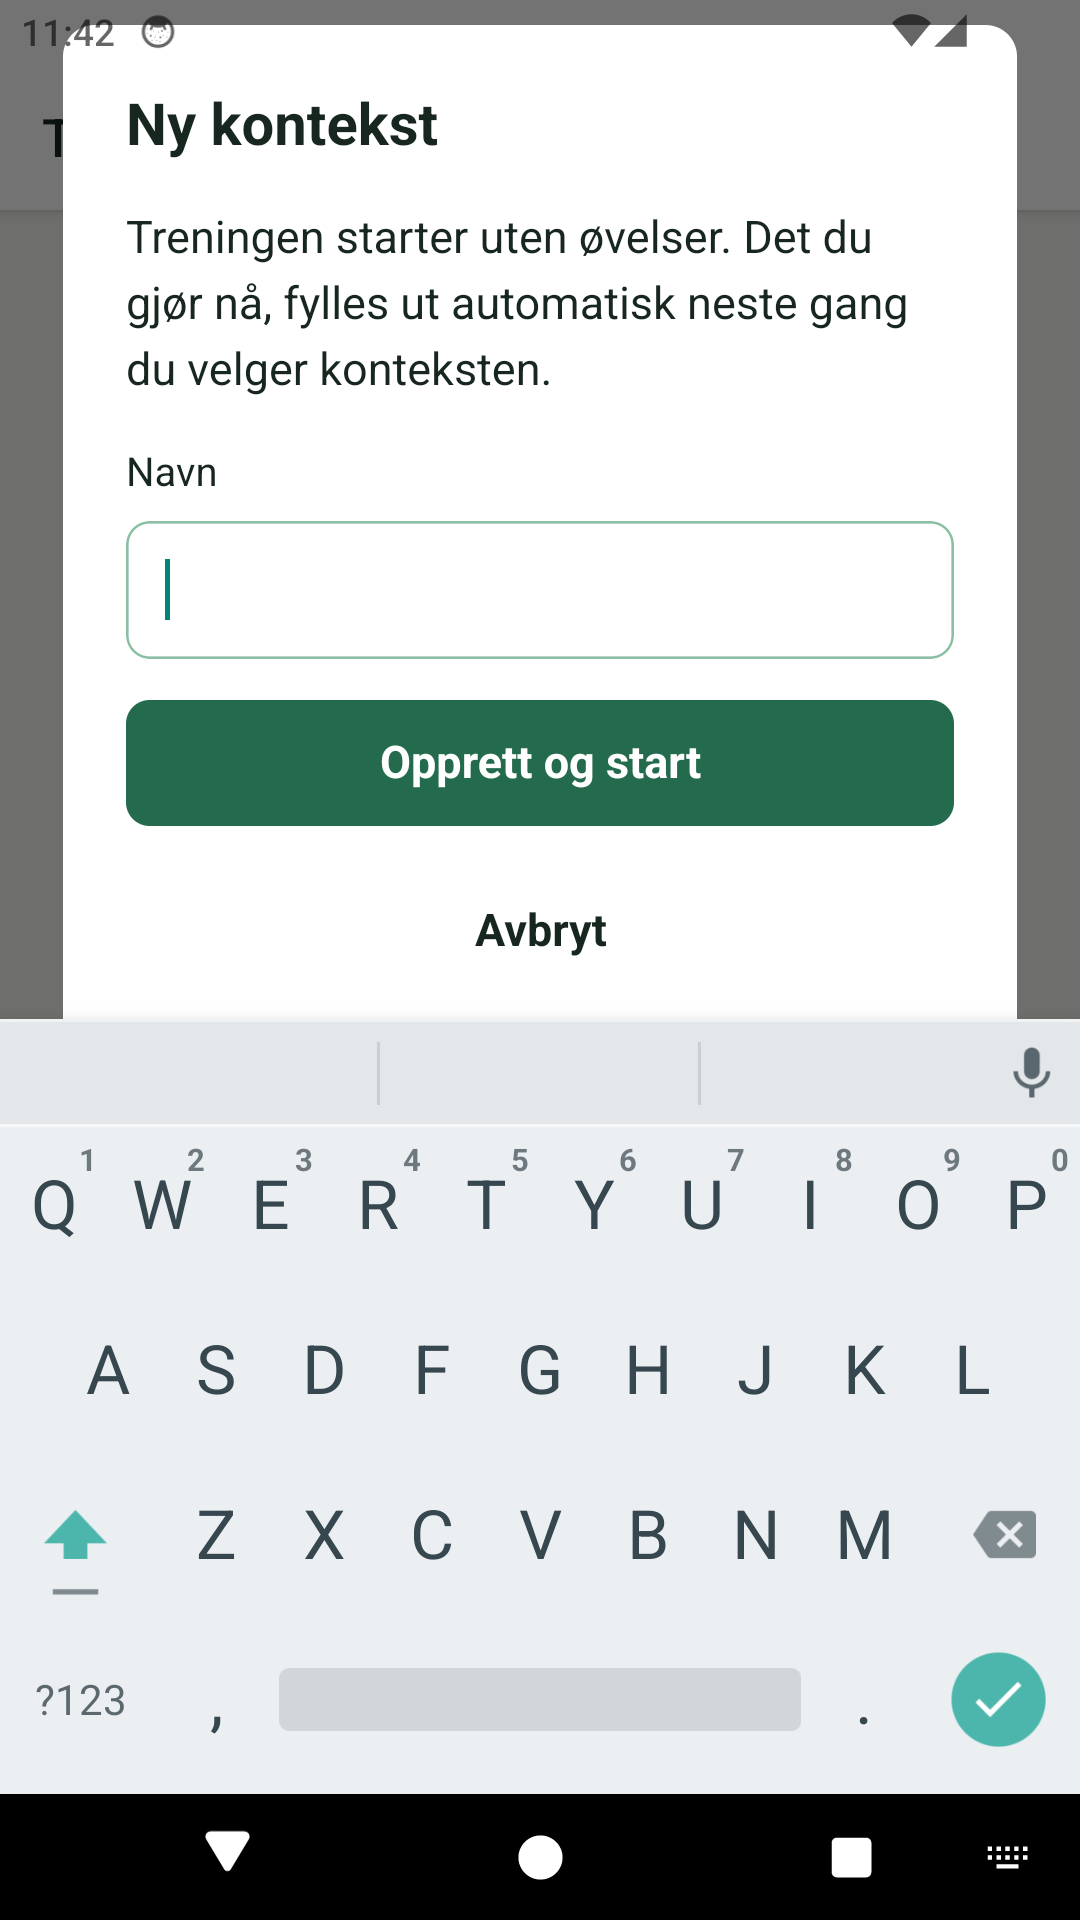 11:42
T
Ny kontekst
Treningen starter uten øvelser. Det du
gjør nå, fylles ut automatisk neste gang
du velger konteksten.
Navn
Opprett og start
Avbryt
1 2 3 4 5 6 7 8 9 0
Q W E R T Y U I O P
A S D F G H J K L
Z X C V B N M
?123 , .